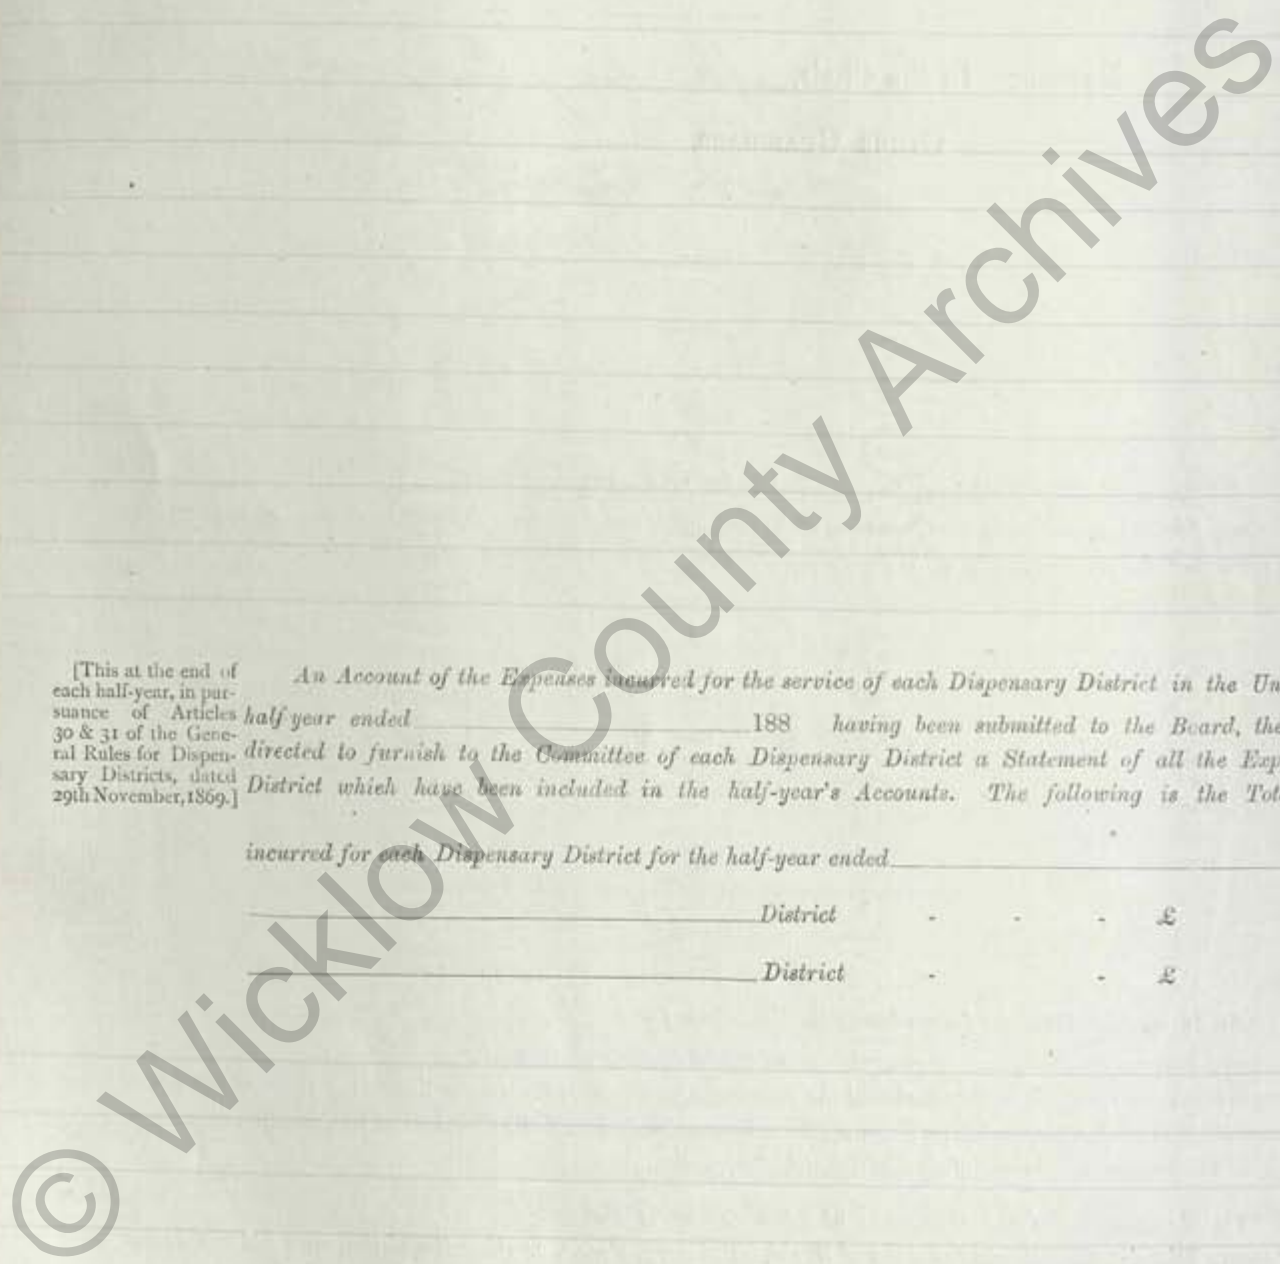 [This at the end of
each half-year, in pur-
suance of Articles
30 & 31 of the Gene-
ral Rules for Dispen-
sary Districts, dated
29th November, 1869.]
An Account of the Expenses incurred for the service of each Dispensary District in the Un
half year ended 188 having been submitted to the Board, the
directed to furnish to the Committee of each Dispensary District a Statement of all the Exp
District which have been included in the half-year's Accounts. The following is the Tot
incurred for each Dispensary District for the half-year ended
District - - - £
District - - £
© Wicklow County Archives